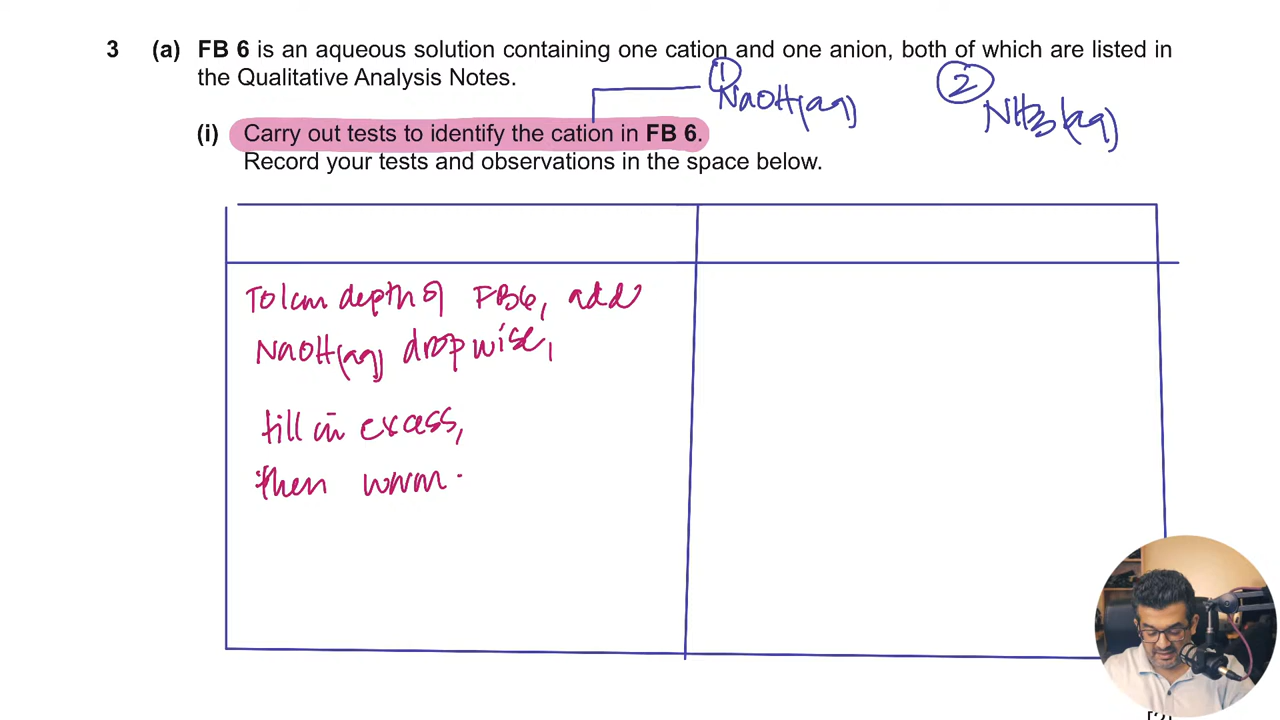 3 (a) FB 6 is an aqueous solution containing one cation and one anion, both of which are listed in
the Qualitative Analysis Notes.
① NaOH(aq)
② NH3(aq)
(i) Carry out tests to identify the cation in FB 6.
Record your tests and observations in the space below.
To 1cm depth of FB6, add
NaOH(aq) dropwise,
till in excess,
then warm.